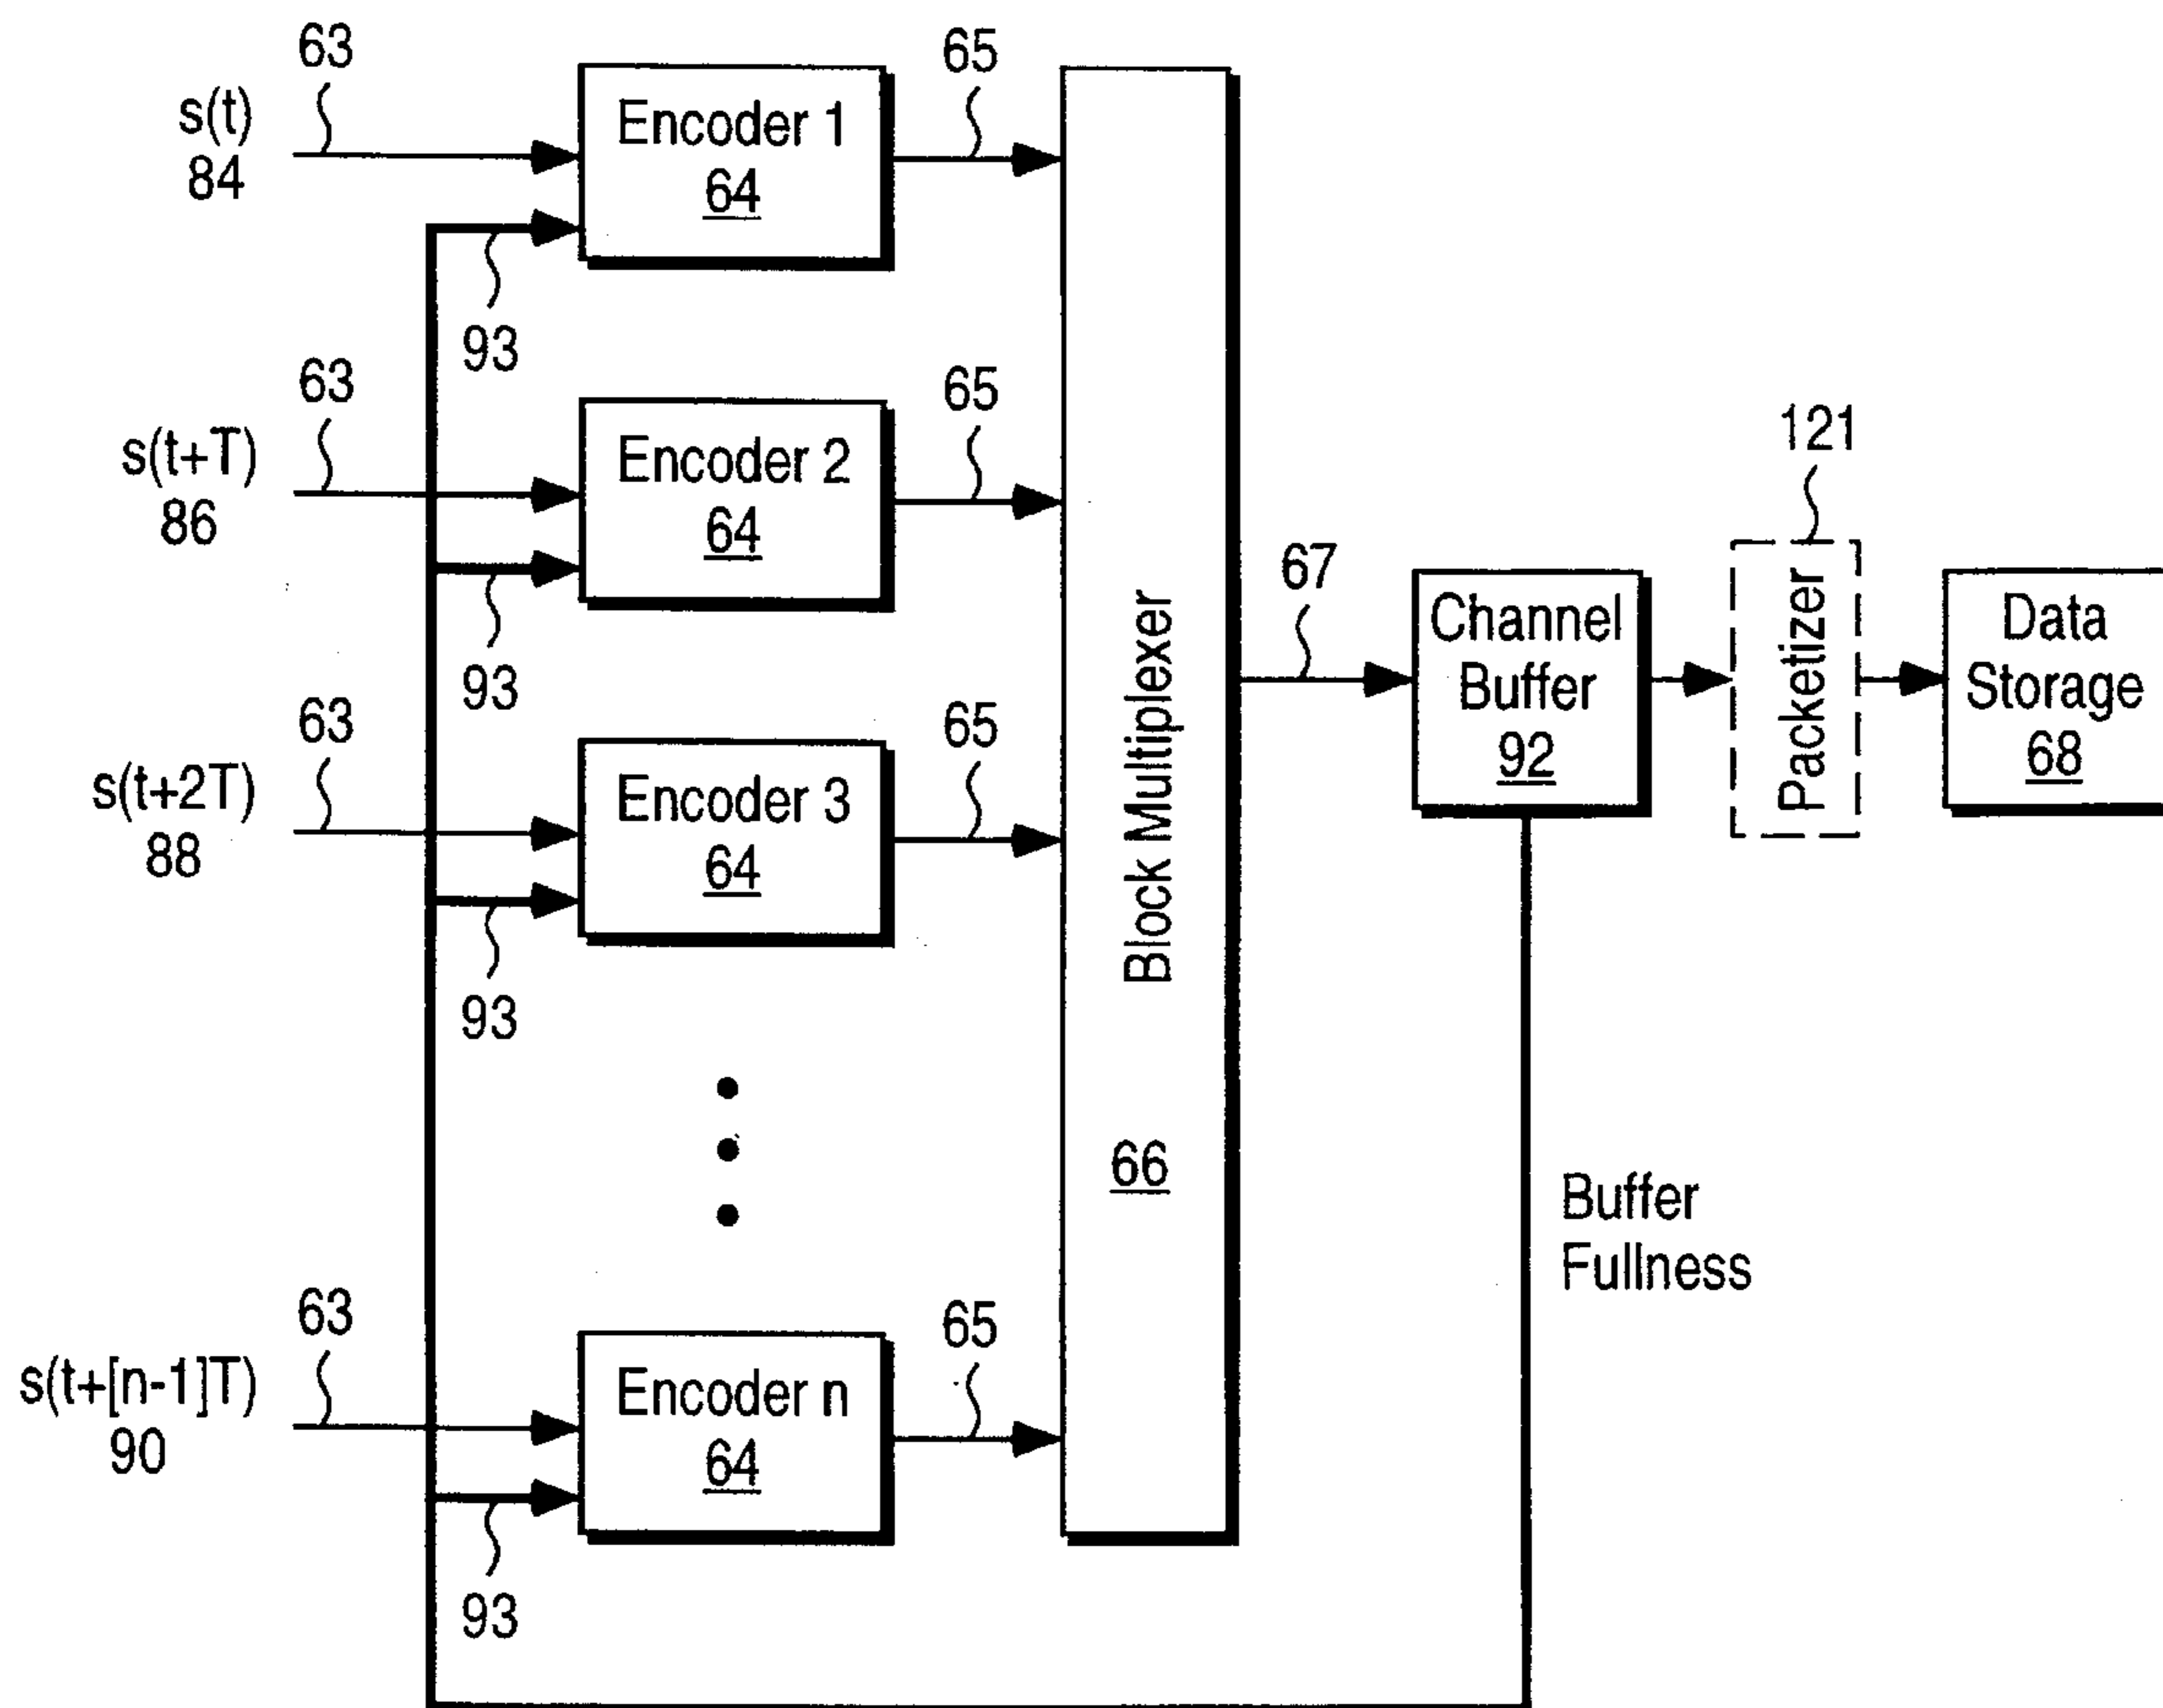 63
s(t)
84
Encoder 1
64
65
93
63
s(t+T)
86
Encoder 2
64
65
93
63
s(t+2T)
88
Encoder 3
64
65
93
63
s(t+[n-1]T)
90
Encoder n
64
65
93
Block Multiplexer
66
67
Channel
Buffer
92
121
Packetizer
Data
Storage
68
Buffer
Fullness